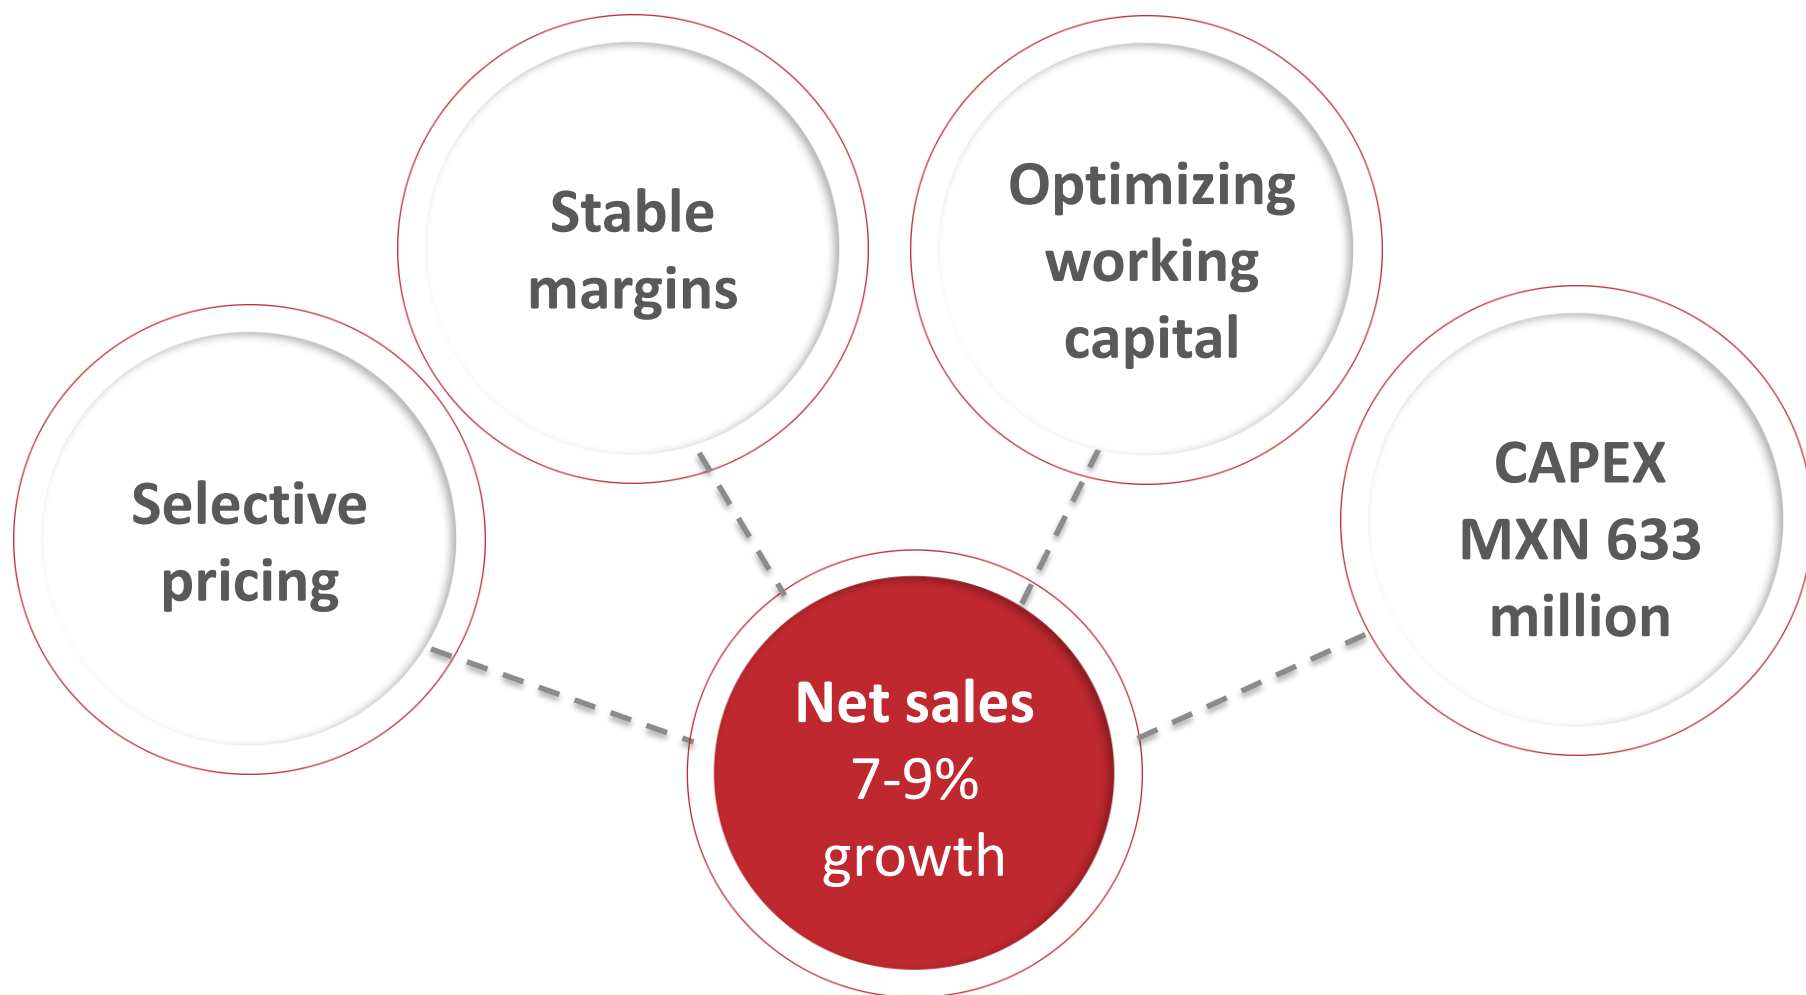 Selective
pricing
Stable
margins
Optimizing
working
capital
CAPEX
MXN 633
million
Net sales
7-9%
growth